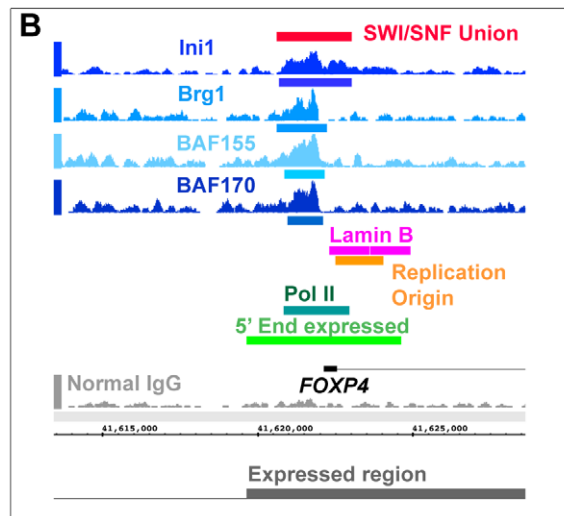 B
SWI/SNF Union
Ini1
Brg1
BAF155
BAF170
Lamin B
Replication
Origin
Pol II
5' End expressed
FOXP4
Normal IgG
41,615,000 41,620,000 41,625,000
Expressed region